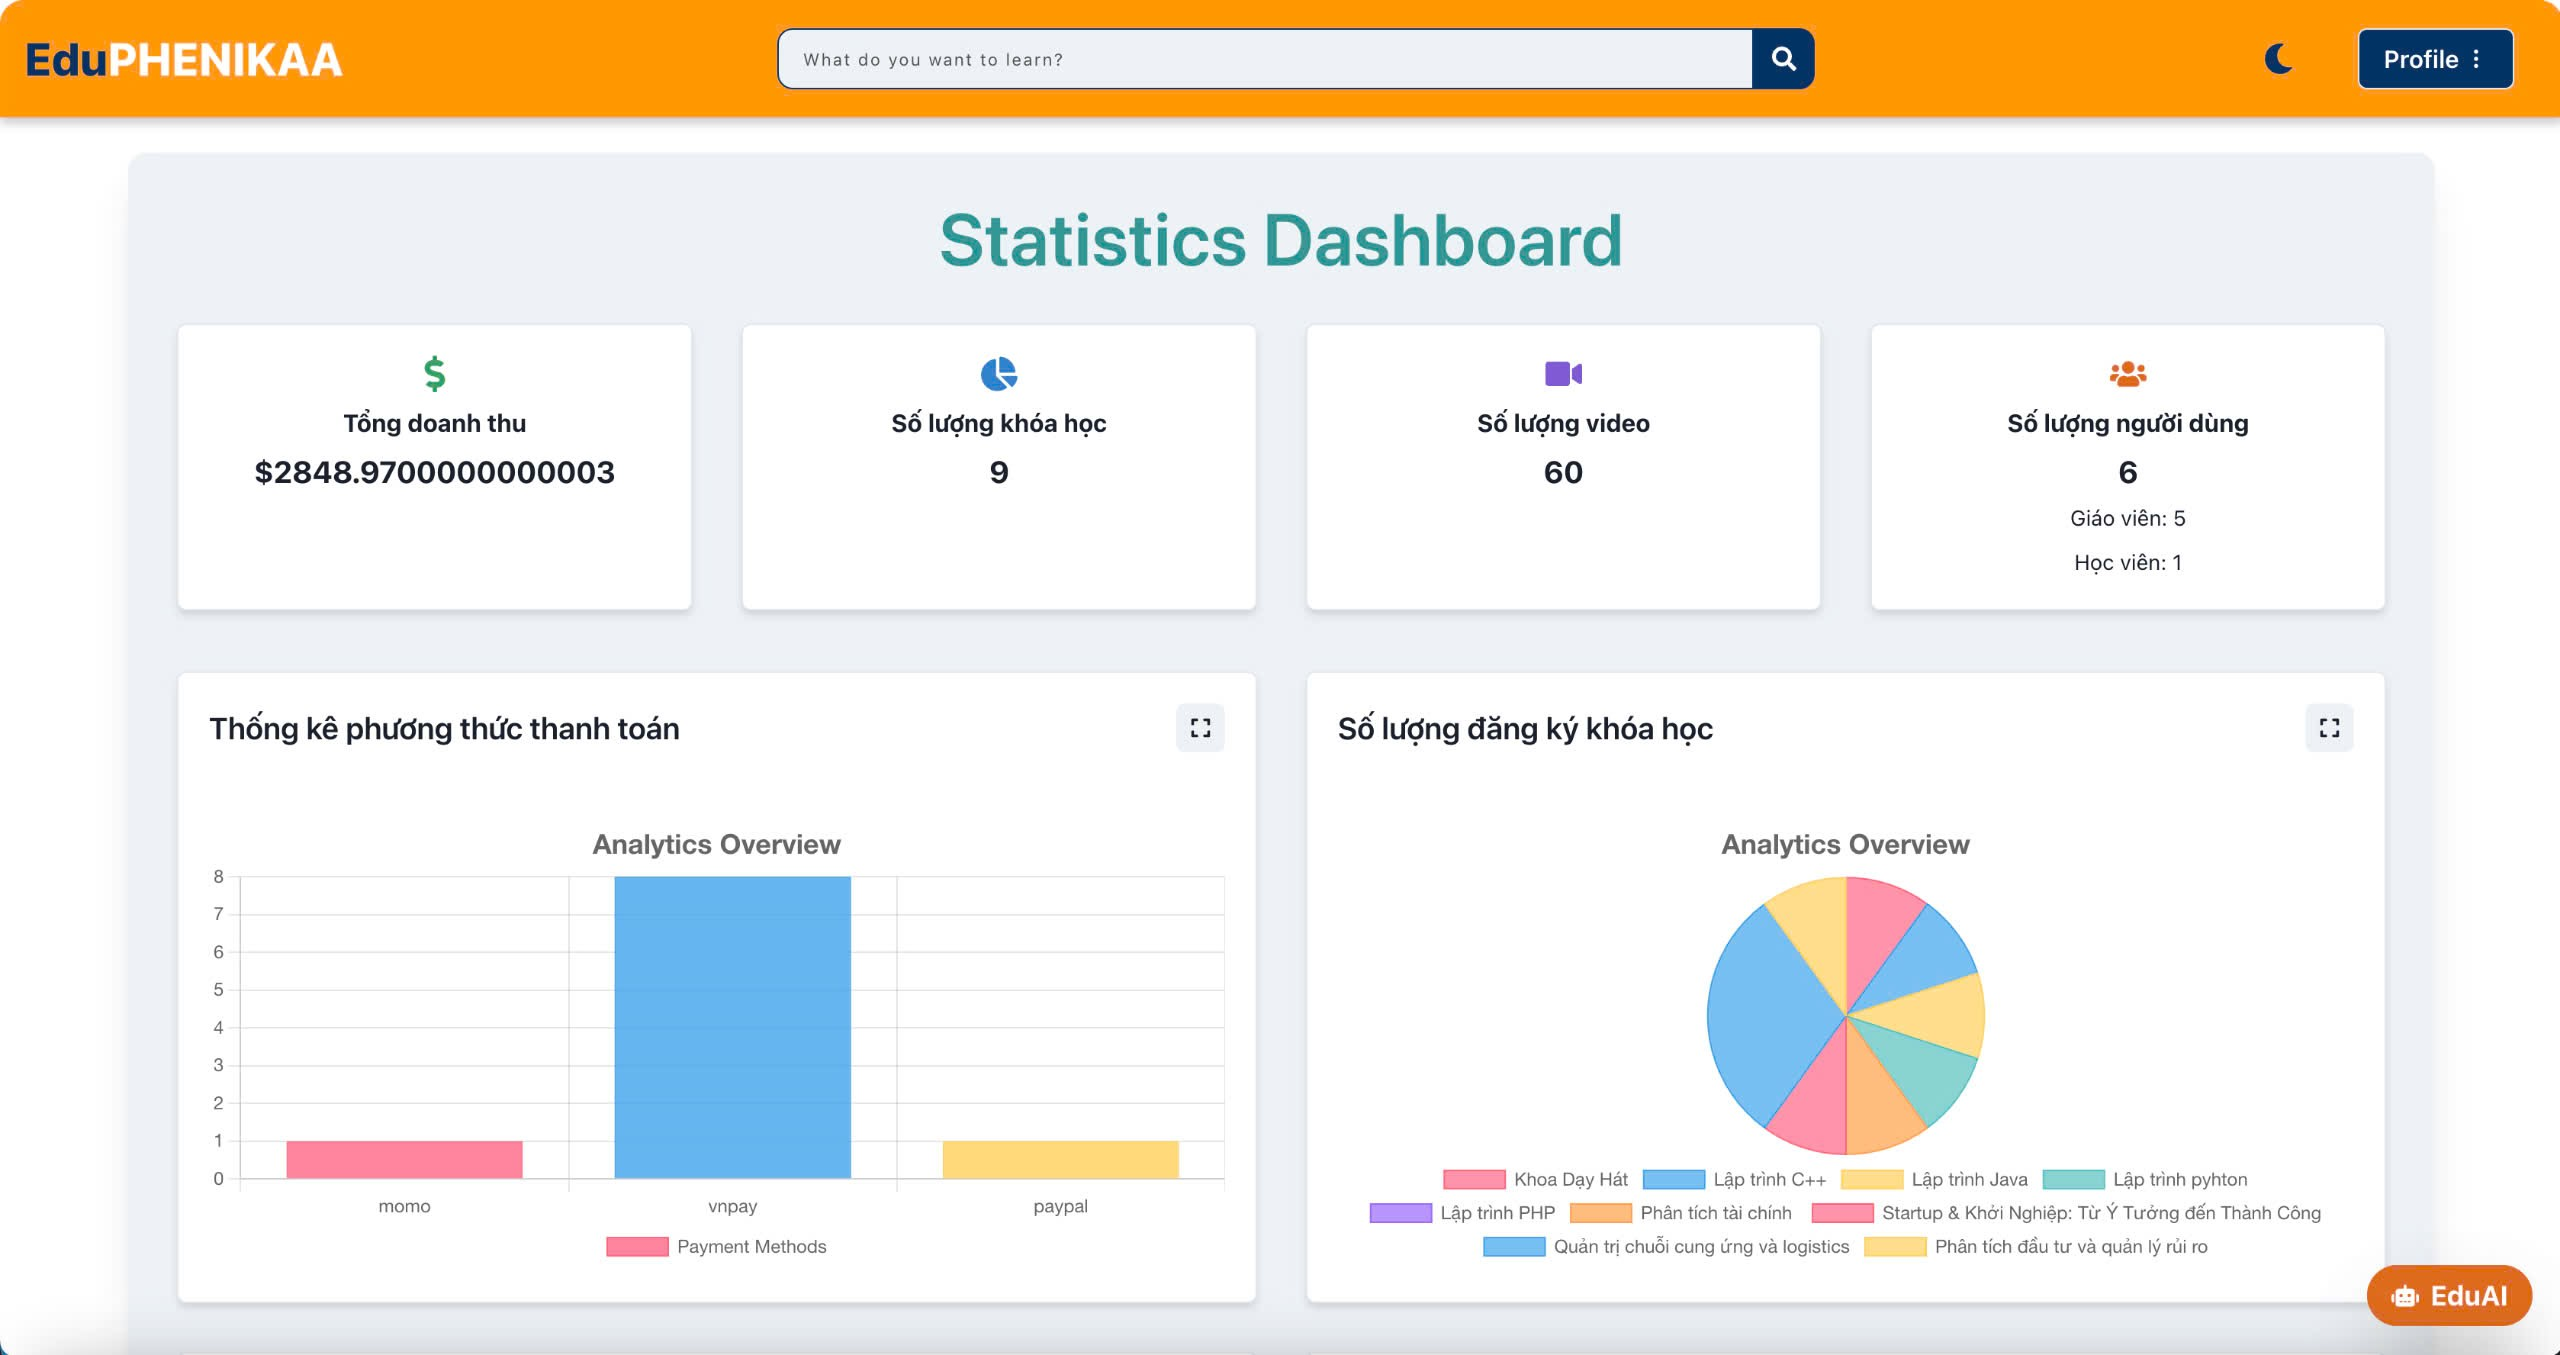 EduPHENIKAA
What do you want to learn?
Profile
Statistics Dashboard
Tổng doanh thu
$2848.9700000000003
Số lượng khóa học
9
Số lượng video
60
Số lượng người dùng
6
Giáo viên: 5
Học viên: 1
Thống kê phương thức thanh toán
Analytics Overview
8
7
6
5
4
3
2
1
0
momo vnpay paypal
Payment Methods
Số lượng đăng ký khóa học
Analytics Overview
Khoa Dạy Hát Lập trình C++ Lập trình Java Lập trình pyhton
Lập trình PHP Phân tích tài chính Startup & Khởi Nghiệp: Từ Ý Tưởng đến Thành Công
Quản trị chuỗi cung ứng và logistics Phân tích đầu tư và quản lý rủi ro
EduAI